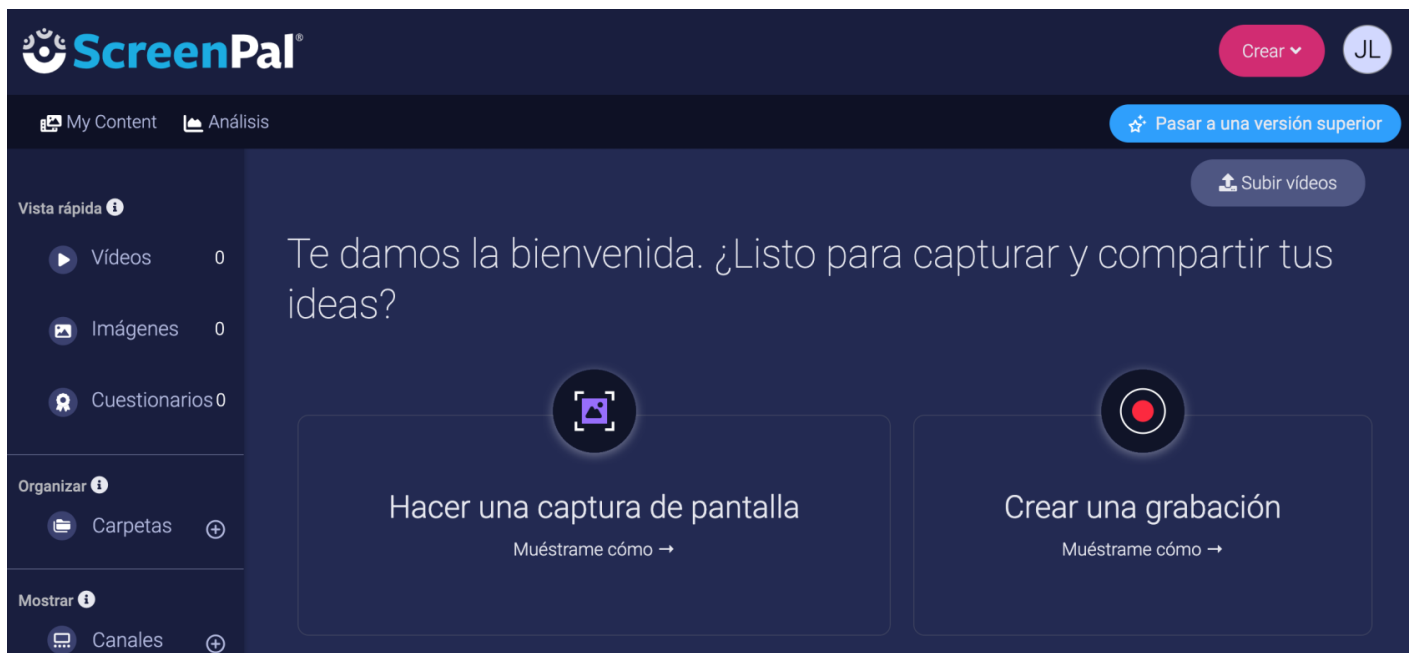 ScreenPal®
Crear
JL
My Content
Análisis
Pasar a una versión superior
Subir vídeos
Vista rápida
Vídeos 0
Imágenes 0
Cuestionarios 0
Organizar
Carpetas
Mostrar
Canales
Te damos la bienvenida. ¿Listo para capturar y compartir tus
ideas?
Hacer una captura de pantalla
Muéstrame cómo →
Crear una grabación
Muéstrame cómo →